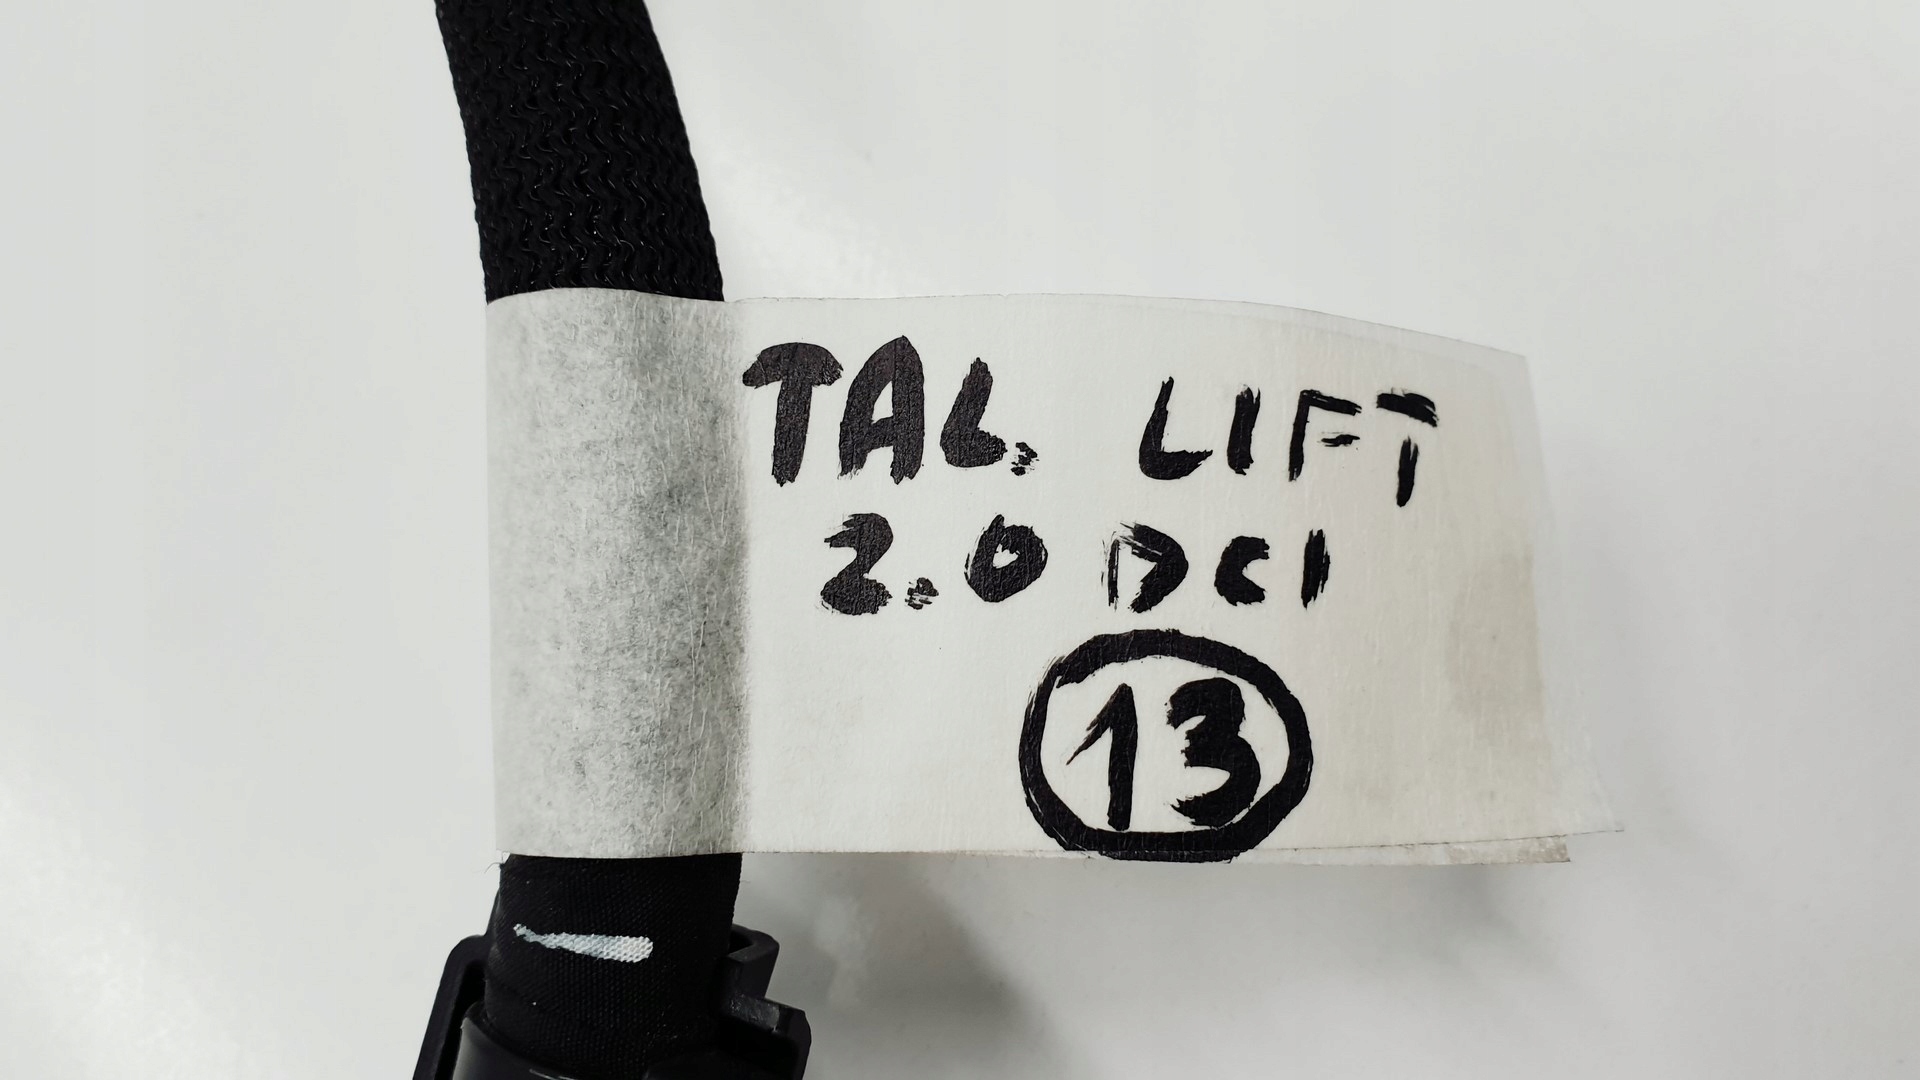 TAL. LIFT
2.0 DCI
13